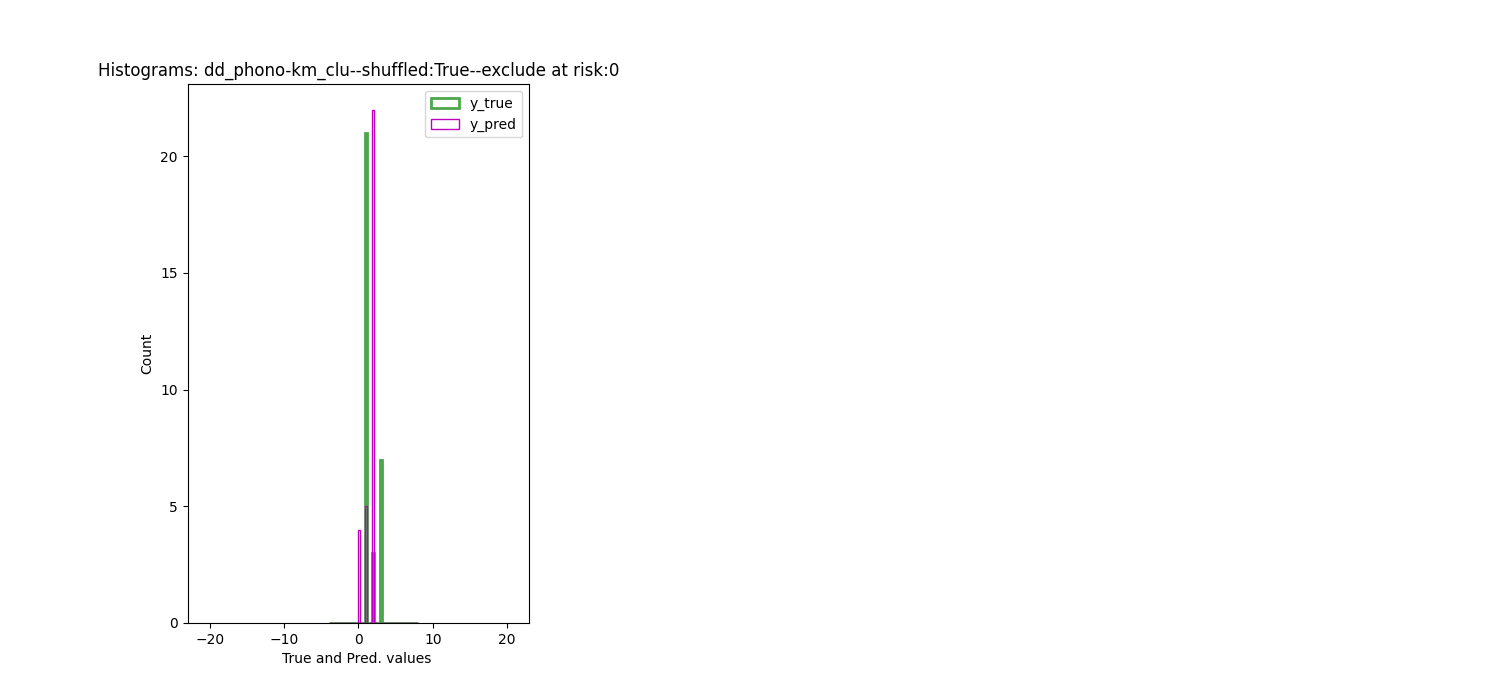 Histograms: dd_phono-km_clu--shuffled:True--exclude at risk:0
y_true
y_pred
20
15
10
5
0
Count
−20 −10 0 10 20
True and Pred. values